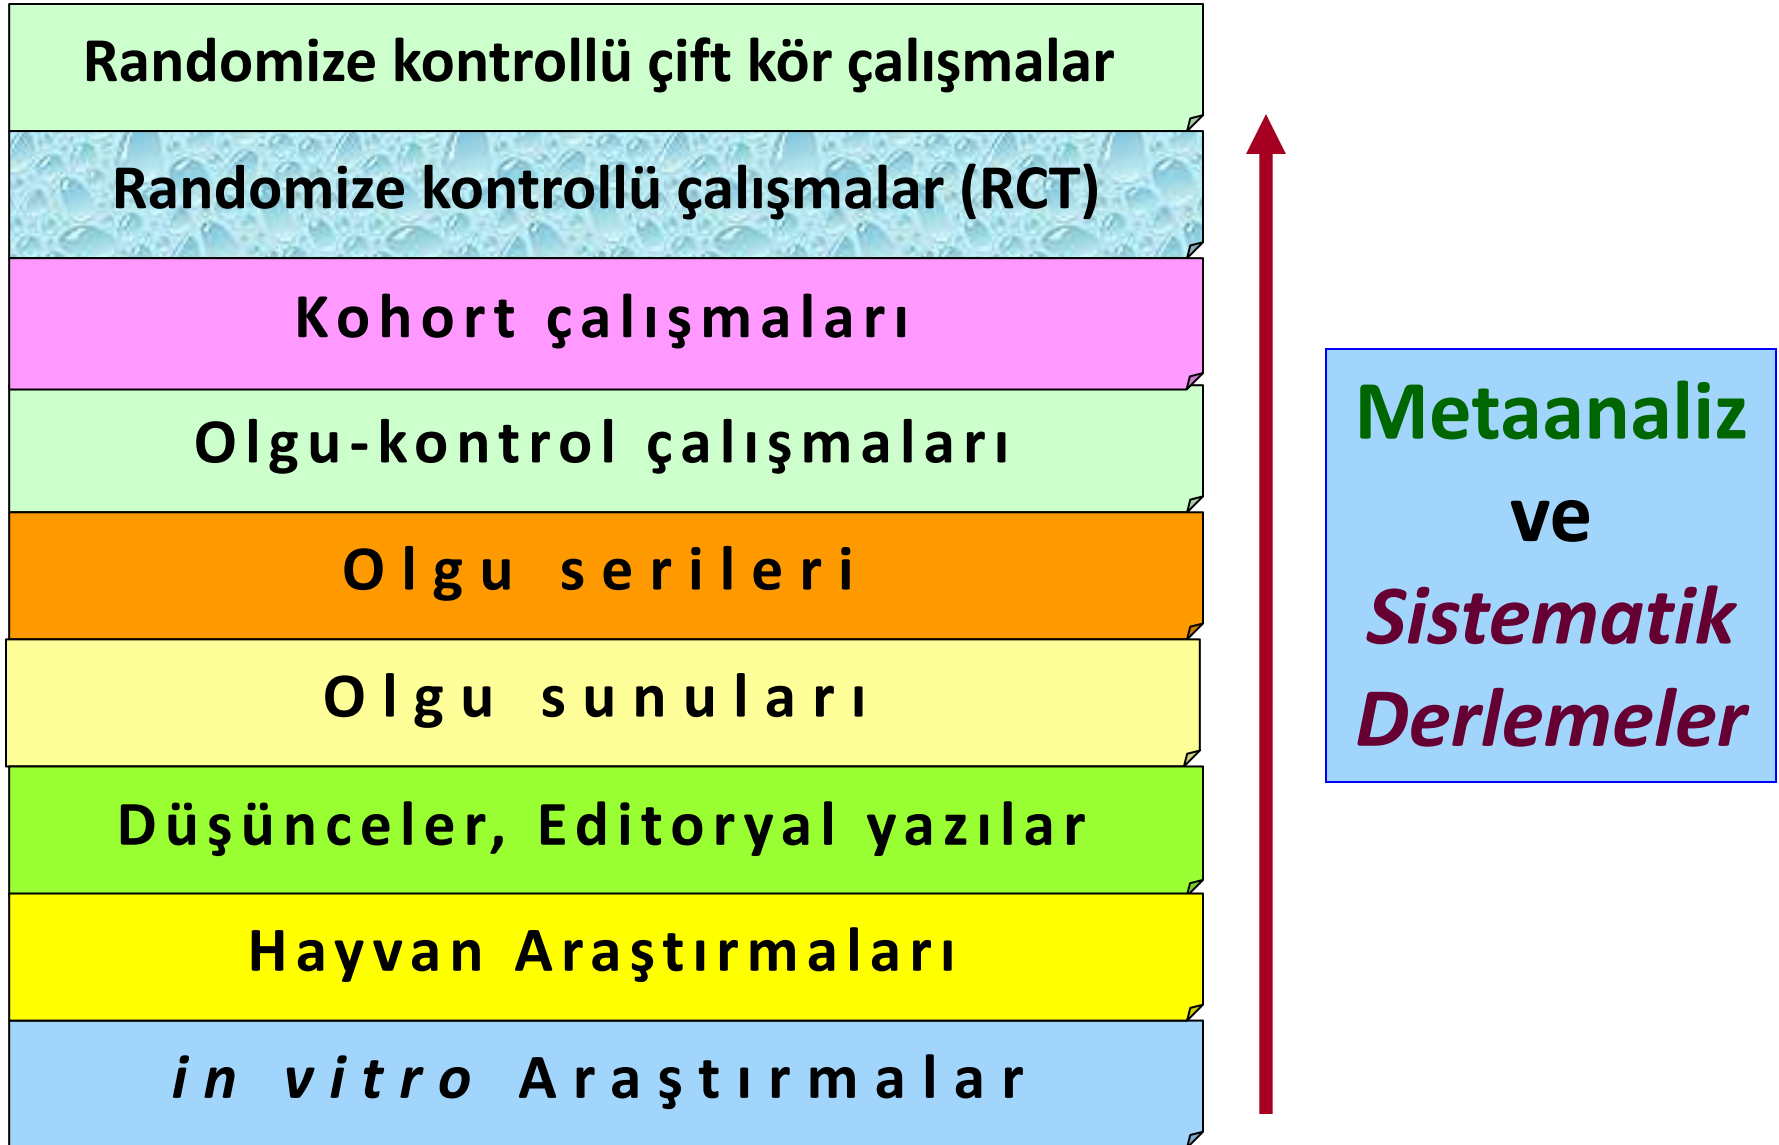 Randomize kontrollü çift kör çalışmalar
Randomize kontrollü çalışmalar (RCT)
Kohort çalışmaları
Olgu-kontrol çalışmaları
Olgu serileri
Olgu sunuları
Düşünceler, Editoryal yazılar
Hayvan Araştırmaları
in vitro Araştırmalar
Metaanaliz
ve
Sistematik
Derlemeler